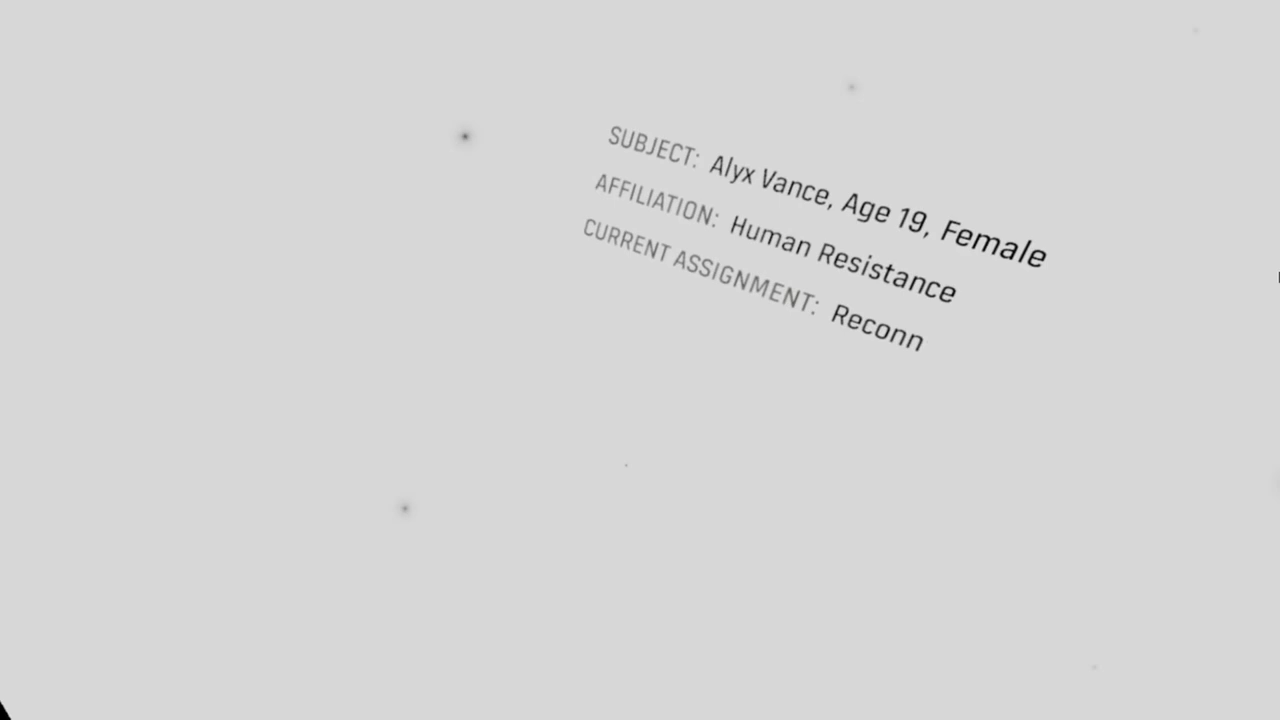 SUBJECT: Alyx Vance, Age 19, Female
AFFILIATION: Human Resistance
CURRENT ASSIGNMENT: Reconn